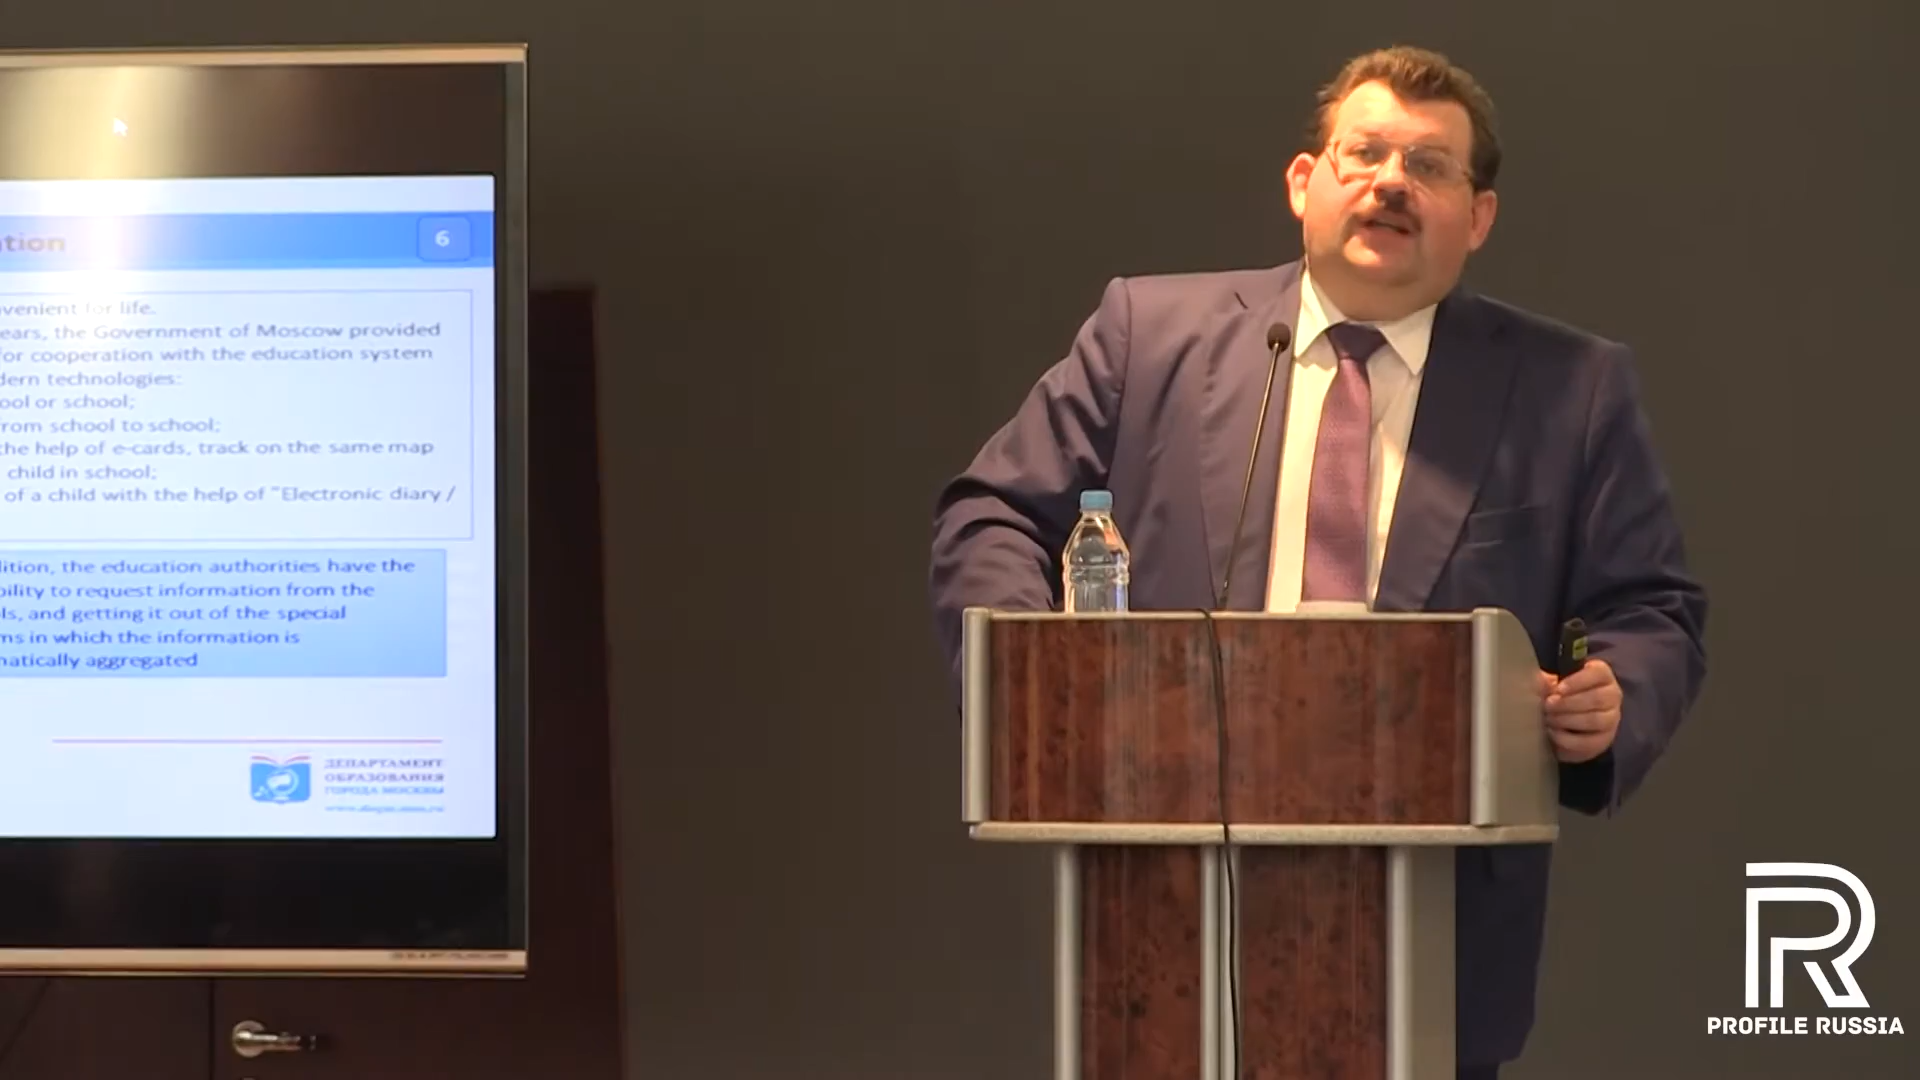 ation
6
venient for life.
ears, the Government of Moscow provided
for cooperation with the education system
dern technologies:
ool or school;
rom school to school;
the help of e-cards, track on the same map
child in school;
of a child with the help of "Electronic diary /
lition, the education authorities have the
bility to request information from the
ls, and getting it out of the special
ms in which the information is
matically aggregated
ДЕПАРТАМЕНТ
ОБРАЗОВАНИЯ
ГОРОДА МОСКВЫ
PROFILE RUSSIA